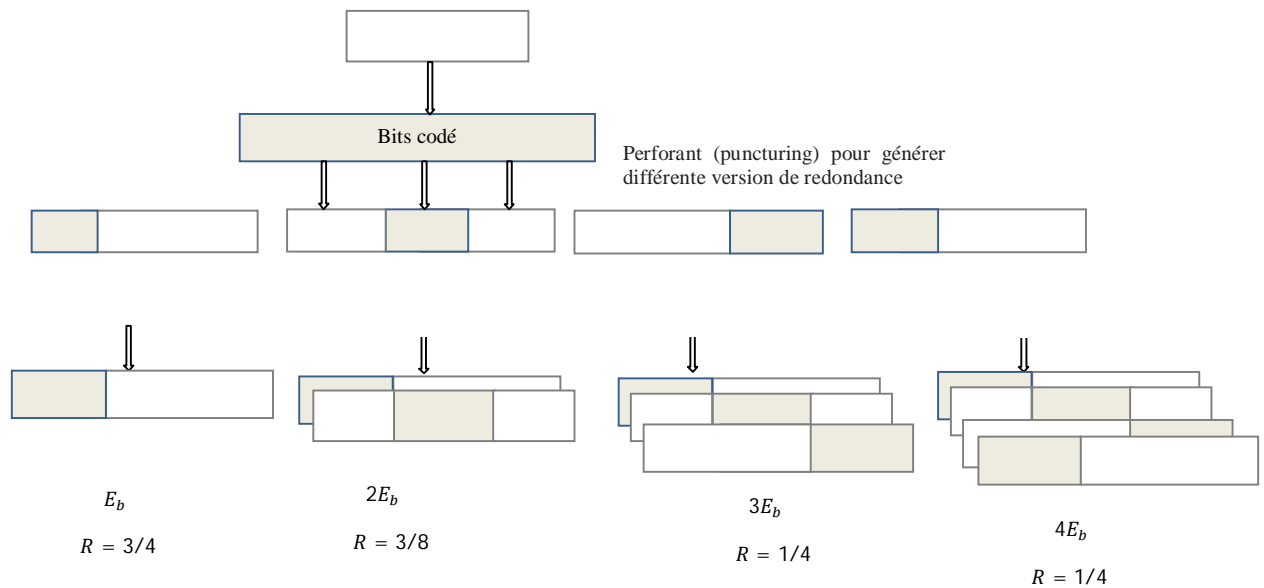 Bits codé
Perforant (puncturing) pour générer
différente version de redondance
E_b
2E_b
3E_b
4E_b
R = 3/4
R = 3/8
R = 1/4
R = 1/4